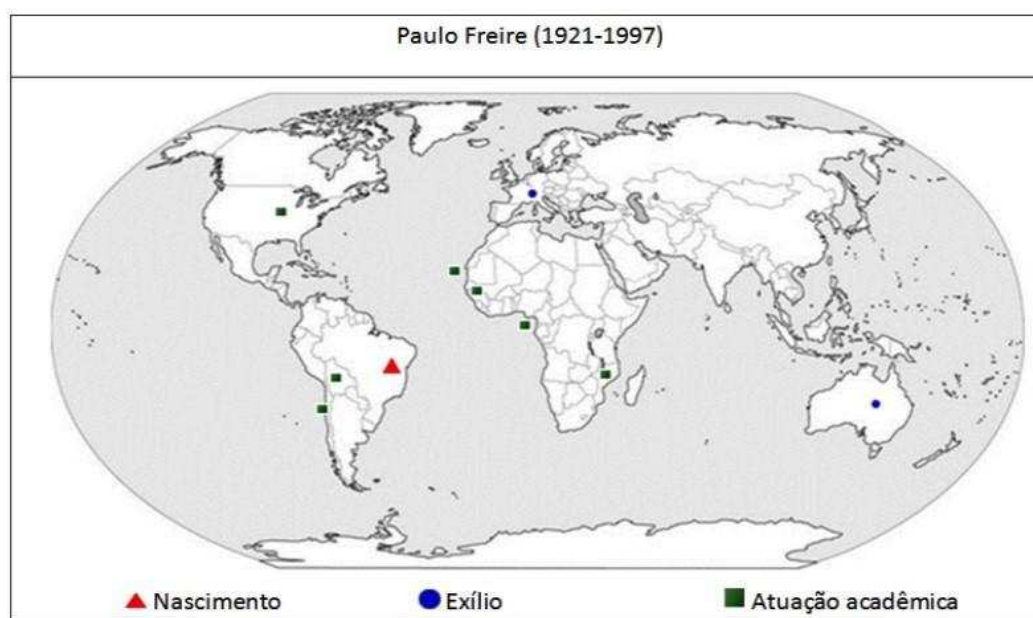 Paulo Freire (1921-1997)
Nascimento Exílio Atuação acadêmica